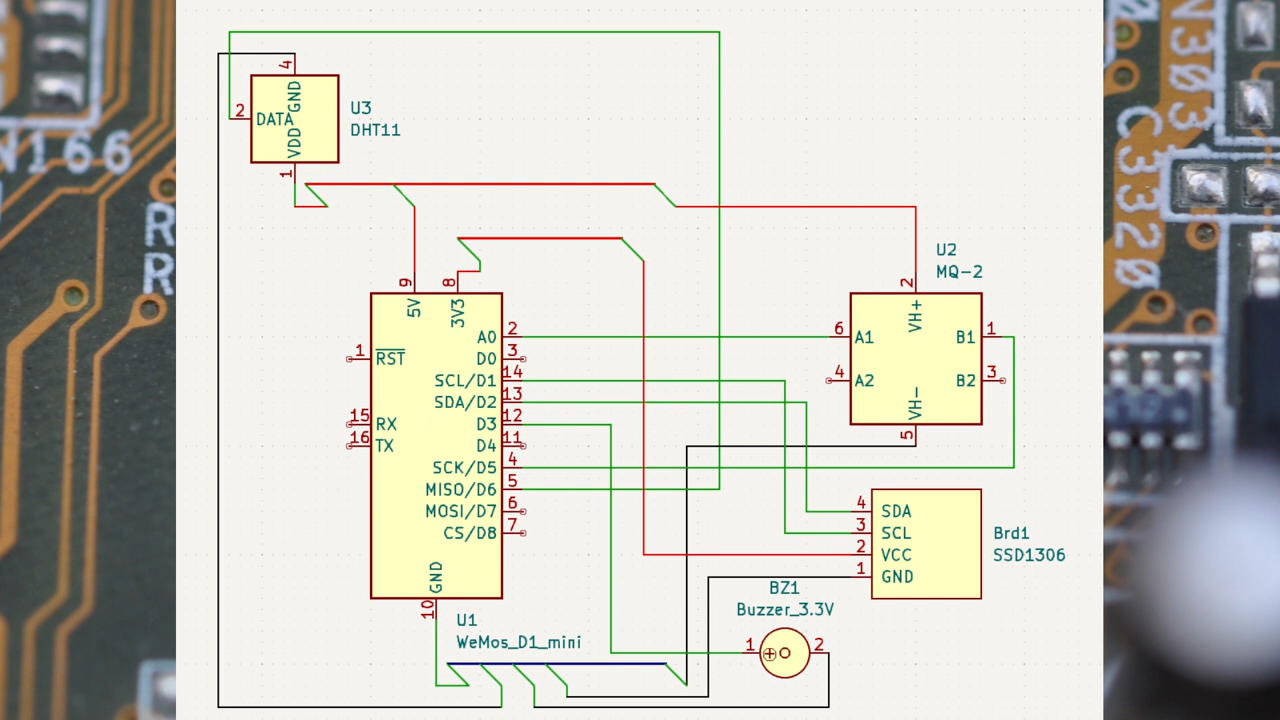 4
GND
2
DATA
VDD
1
U3
DHT11
N166
R
R
N303
C3320
9
8
5V
3V3
A0 2
1 RST
D0 3
SCL/D1 14
SDA/D2 13
15 RX
D3 12
16 TX
D4 11
SCK/D5 4
MISO/D6 5
MOSI/D7 6
CS/D8 7
GND
10
U1
WeMos_D1_mini
U2
MQ-2
2
VH+
6 A1
B1 1
4 A2
B2 3
VH-
5
4 SDA
3 SCL
2 VCC
1 GND
Brd1
SSD1306
BZ1
Buzzer_3.3V
1
+
2